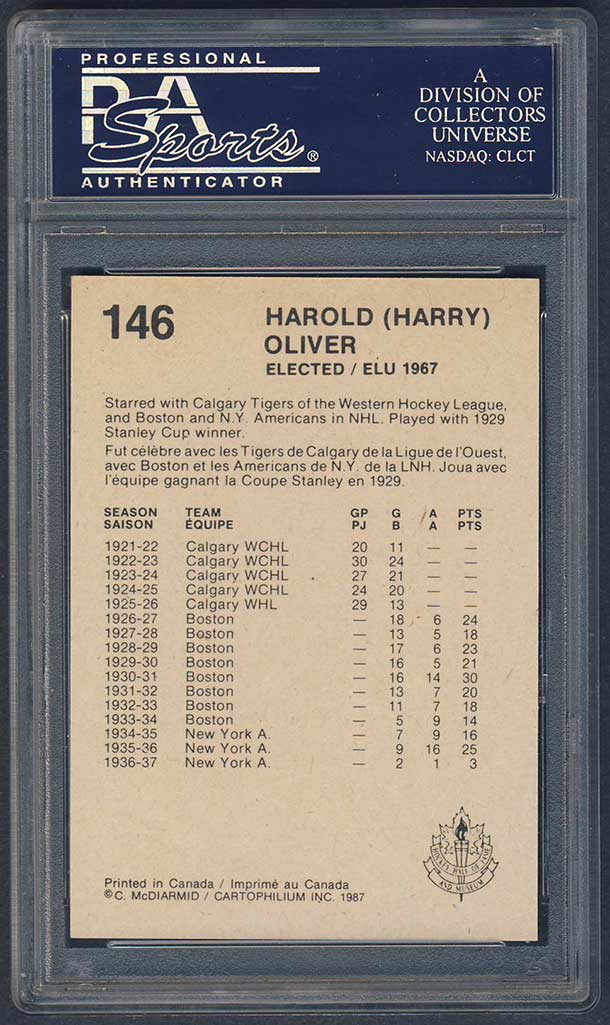 PROFESSIONAL
PSA
Sports®
AUTHENTICATOR
A
DIVISION OF
COLLECTORS
UNIVERSE
NASDAQ: CLCT
146
HAROLD (HARRY)
OLIVER
ELECTED / ELU 1967
Starred with Calgary Tigers of the Western Hockey League,
and Boston and N.Y. Americans in NHL. Played with 1929
Stanley Cup winner.
Fut célèbre avec les Tigers de Calgary de la Ligue de l'Ouest,
avec Boston et les Americans de N.Y. de la LNH. Joua avec
l'équipe gagnant la Coupe Stanley en 1929.
SEASON TEAM GP G A PTS
SAISON ÉQUIPE PJ B A PTS
1921-22 Calgary WCHL 20 11 — —
1922-23 Calgary WCHL 30 24 — —
1923-24 Calgary WCHL 27 21 — —
1924-25 Calgary WCHL 24 20 — —
1925-26 Calgary WHL 29 13 — —
1926-27 Boston — 18 6 24
1927-28 Boston — 13 5 18
1928-29 Boston — 17 6 23
1929-30 Boston — 16 5 21
1930-31 Boston — 16 14 30
1931-32 Boston — 13 7 20
1932-33 Boston — 11 7 18
1933-34 Boston — 5 9 14
1934-35 New York A. — 7 9 16
1935-36 New York A. — 9 16 25
1936-37 New York A. — 2 1 3
HOCKEY HALL OF FAME
AND MUSEUM
Printed in Canada / Imprimé au Canada
©C. McDIARMID / CARTOPHILIUM INC. 1987